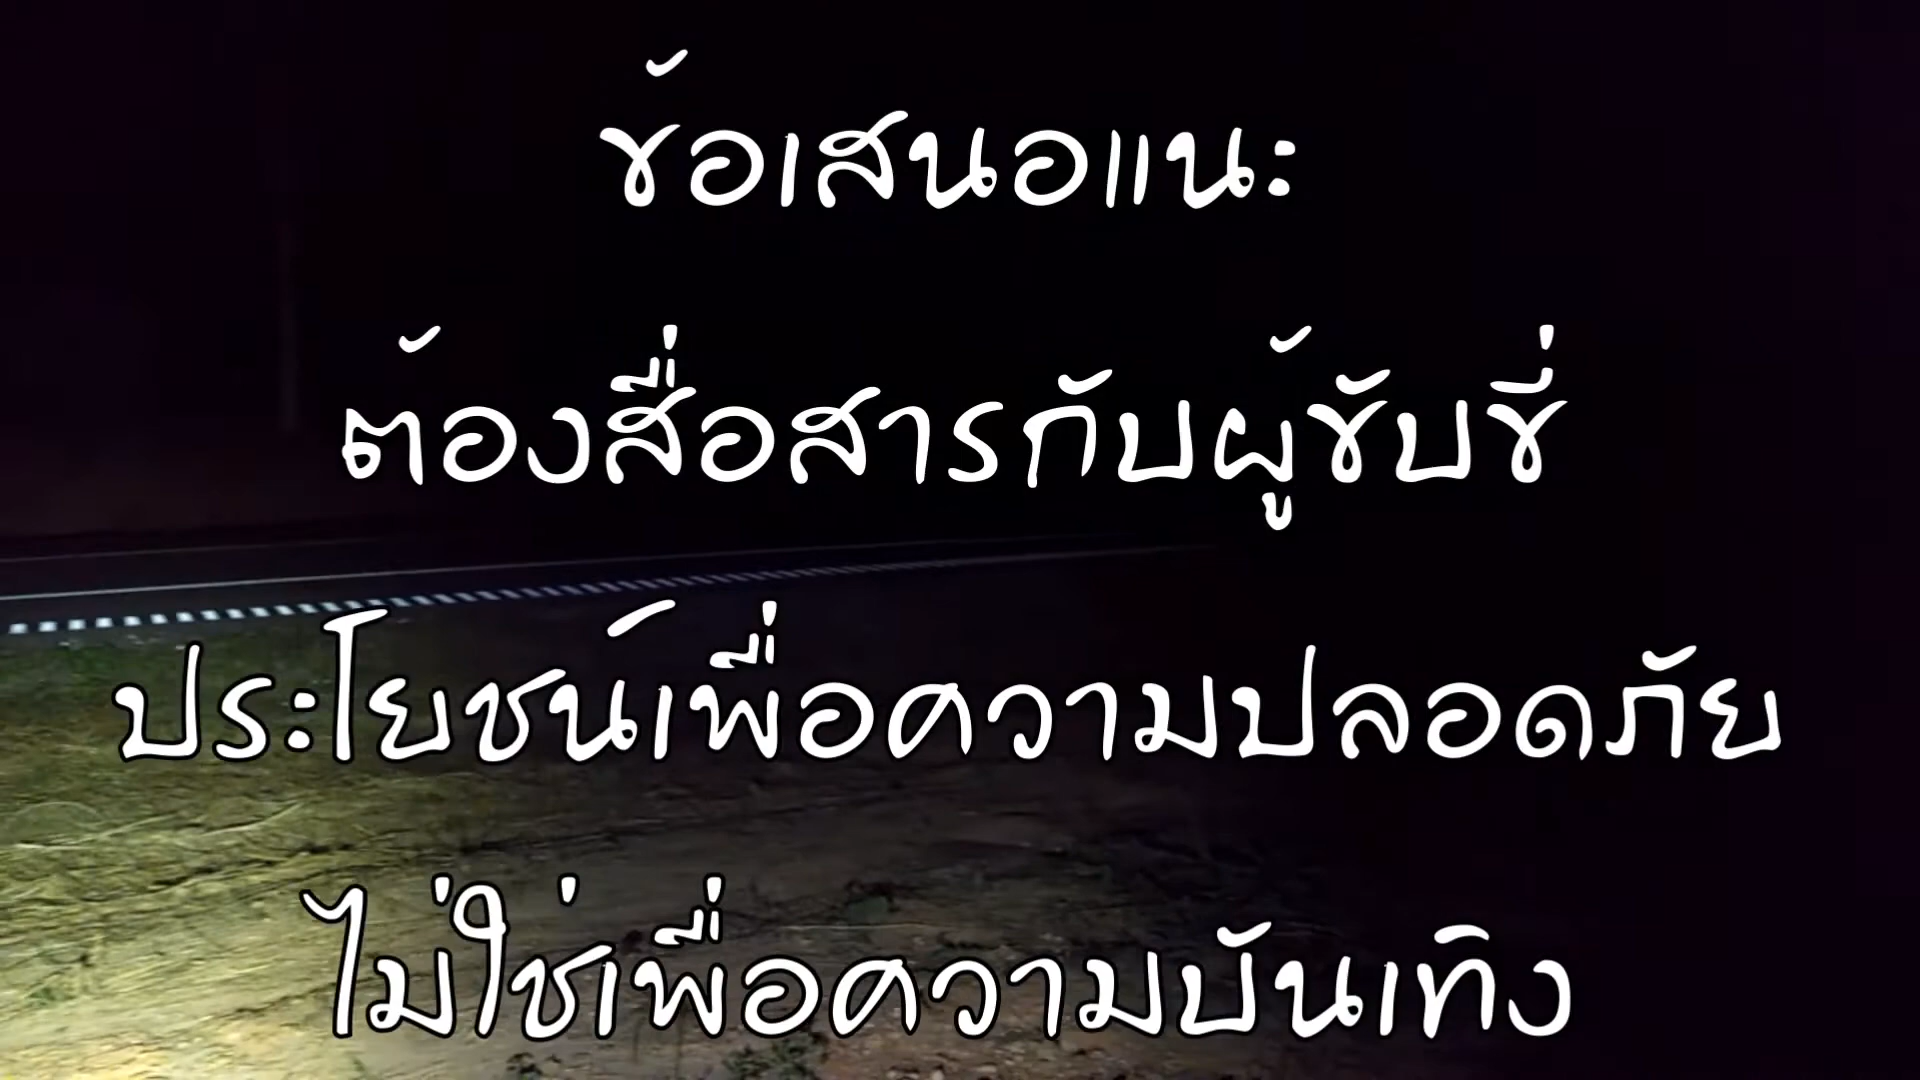 ข้อเสนอแนะ
ต้องสื่อสารกับผู้ขับขี่
ประโยชน์เพื่อความปลอดภัย
ไม่ใช่เพื่อความบันเทิง